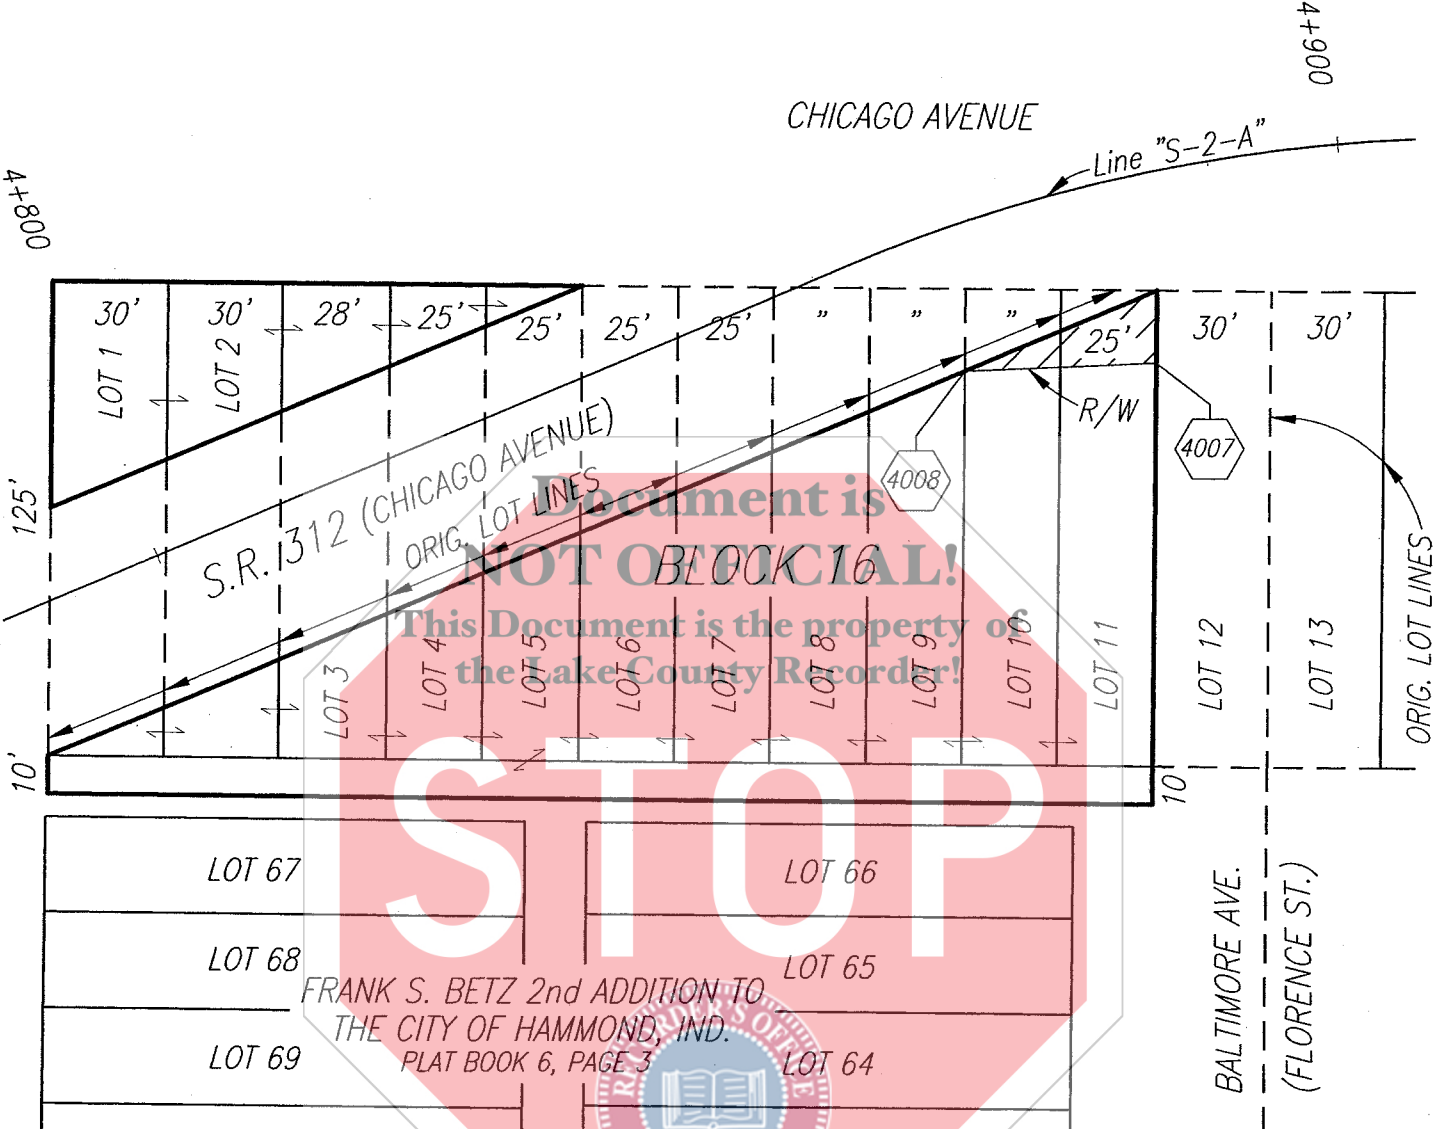 4+900
CHICAGO AVENUE
Line "S-2-A"
4+800
30'
30'
28'
25'
25'
25'
25'
"
"
"
25'
30'
30'
LOT 1
LOT 2
R/W
4007
4008
125'
S.R. 312 (CHICAGO AVENUE)
ORIG. LOT LINES
Document is
NOT OFFICIAL!
BLOCK 16
This Document is the property of
the Lake County Recorder!
LOT 3
LOT 4
LOT 5
LOT 6
LOT 7
LOT 8
LOT 9
LOT 10
LOT 11
LOT 12
LOT 13
ORIG. LOT LINES
10'
10'
STOP
LOT 67
LOT 66
LOT 68
LOT 65
FRANK S. BETZ 2nd ADDITION TO
THE CITY OF HAMMOND, IND.
PLAT BOOK 6, PAGE 3
LOT 69
LOT 64
RECORDER'S OFFICE
BALTIMORE AVE.
(FLORENCE ST.)